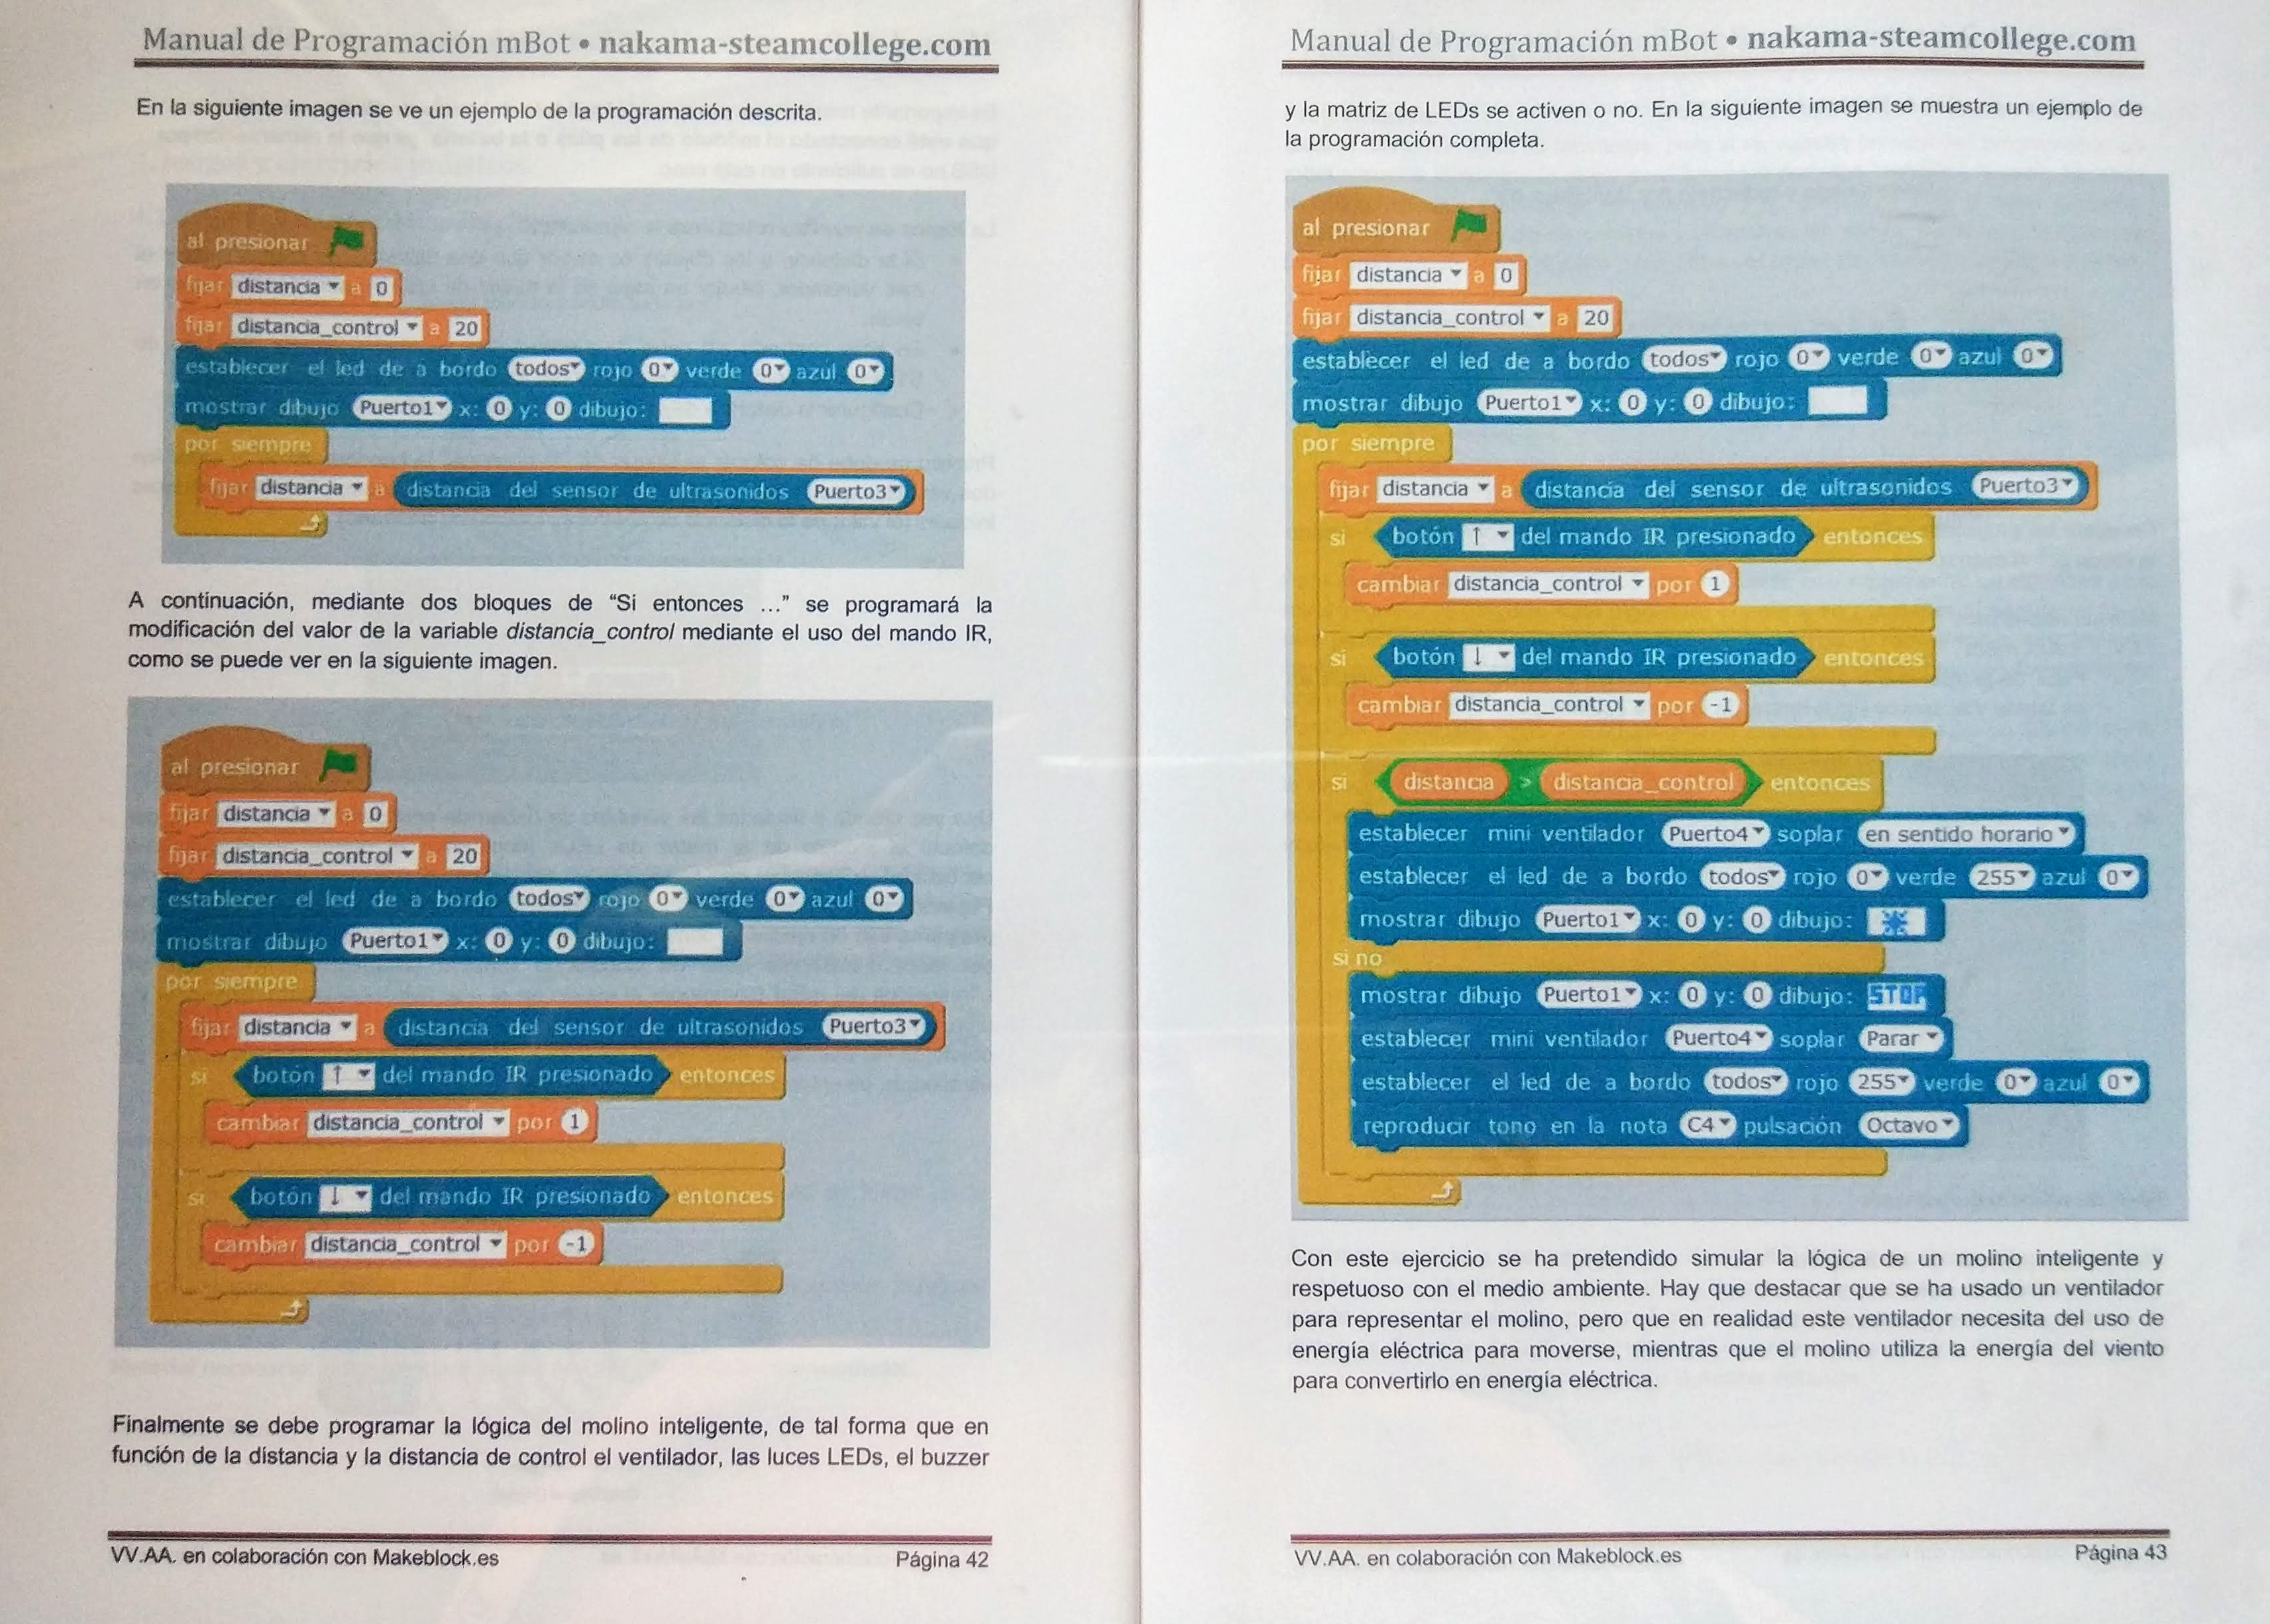 Manual de Programación mBot • nakama-steamcollege.com
En la siguiente imagen se ve un ejemplo de la programación descrita.
al presionar
fijar distancia a 0
fijar distancia_control a 20
establecer el led de a bordo todos rojo 0 verde 0 azul 0
mostrar dibujo Puerto1 x: 0 y: 0 dibujo:
por siempre
fijar distancia a distancia del sensor de ultrasonidos Puerto3
A continuación, mediante dos bloques de “Si entonces ...” se programará la
modificación del valor de la variable distancia_control mediante el uso del mando IR,
como se puede ver en la siguiente imagen.
al presionar
fijar distancia a 0
fijar distancia_control a 20
establecer el led de a bordo todos rojo 0 verde 0 azul 0
mostrar dibujo Puerto1 x: 0 y: 0 dibujo:
por siempre
fijar distancia a distancia del sensor de ultrasonidos Puerto3
si botón ↑ del mando IR presionado entonces
cambiar distancia_control por 1
si botón ↓ del mando IR presionado entonces
cambiar distancia_control por -1
Finalmente se debe programar la lógica del molino inteligente, de tal forma que en
función de la distancia y la distancia de control el ventilador, las luces LEDs, el buzzer
VV.AA. en colaboración con Makeblock.es Página 42
Manual de Programación mBot • nakama-steamcollege.com
y la matriz de LEDs se activen o no. En la siguiente imagen se muestra un ejemplo de
la programación completa.
al presionar
fijar distancia a 0
fijar distancia_control a 20
establecer el led de a bordo todos rojo 0 verde 0 azul 0
mostrar dibujo Puerto1 x: 0 y: 0 dibujo:
por siempre
fijar distancia a distancia del sensor de ultrasonidos Puerto3
si botón ↑ del mando IR presionado entonces
cambiar distancia_control por 1
si botón ↓ del mando IR presionado entonces
cambiar distancia_control por -1
si distancia > distancia_control entonces
establecer mini ventilador Puerto4 soplar en sentido horario
establecer el led de a bordo todos rojo 0 verde 255 azul 0
mostrar dibujo Puerto1 x: 0 y: 0 dibujo:
si no
mostrar dibujo Puerto1 x: 0 y: 0 dibujo: STOP
establecer mini ventilador Puerto4 soplar Parar
establecer el led de a bordo todos rojo 255 verde 0 azul 0
reproducir tono en la nota C4 pulsación Octavo
Con este ejercicio se ha pretendido simular la lógica de un molino inteligente y
respetuoso con el medio ambiente. Hay que destacar que se ha usado un ventilador
para representar el molino, pero que en realidad este ventilador necesita del uso de
energía eléctrica para moverse, mientras que el molino utiliza la energía del viento
para convertirlo en energía eléctrica.
VV.AA. en colaboración con Makeblock.es Página 43